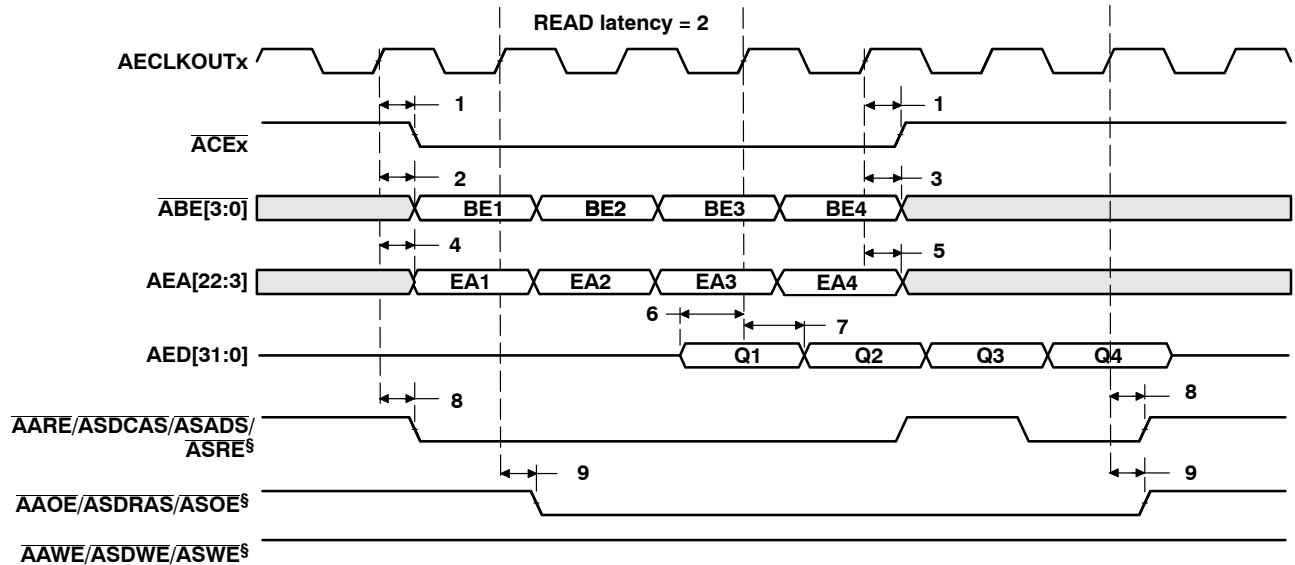 READ latency = 2
AECLKOUTx
1 1
ACEx
2 3
ABE[3:0] BE1 BE2 BE3 BE4
4 5
AEA[22:3] EA1 EA2 EA3 EA4
6 7
AED[31:0] Q1 Q2 Q3 Q4
8 8
AARE/ASDCAS/ASADS/
ASRE§
9 9
AAOE/ASDRAS/ASOE§
AAWE/ASDWE/ASWE§